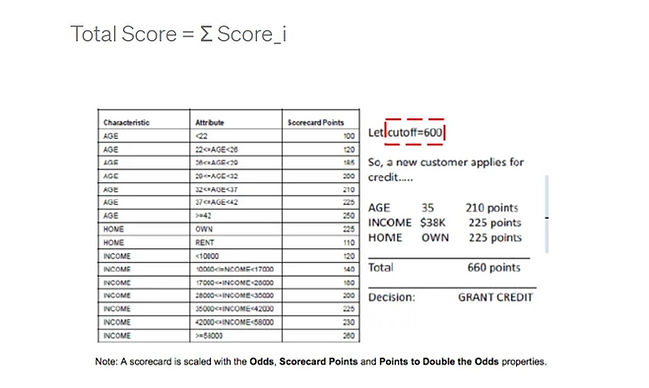 Total Score = Σ Score_i
Characteristic Attribute Scorecard Points
AGE <22 100
AGE 22<=AGE<26 120
AGE 26<=AGE<29 185
AGE 29<=AGE<32 200
AGE 32<=AGE<37 210
AGE 37<=AGE<42 225
AGE >=42 250
HOME OWN 225
HOME RENT 110
INCOME <10000 120
INCOME 10000<=INCOME<17000 140
INCOME 17000<=INCOME<28000 180
INCOME 28000<=INCOME<35000 200
INCOME 35000<=INCOME<42000 225
INCOME 42000<=INCOME<58000 230
INCOME >=58000 260
Let cutoff=600
So, a new customer applies for
credit.....
AGE 35 210 points
INCOME $38K 225 points
HOME OWN 225 points
Total 660 points
Decision: GRANT CREDIT
Note: A scorecard is scaled with the Odds, Scorecard Points and Points to Double the Odds properties.